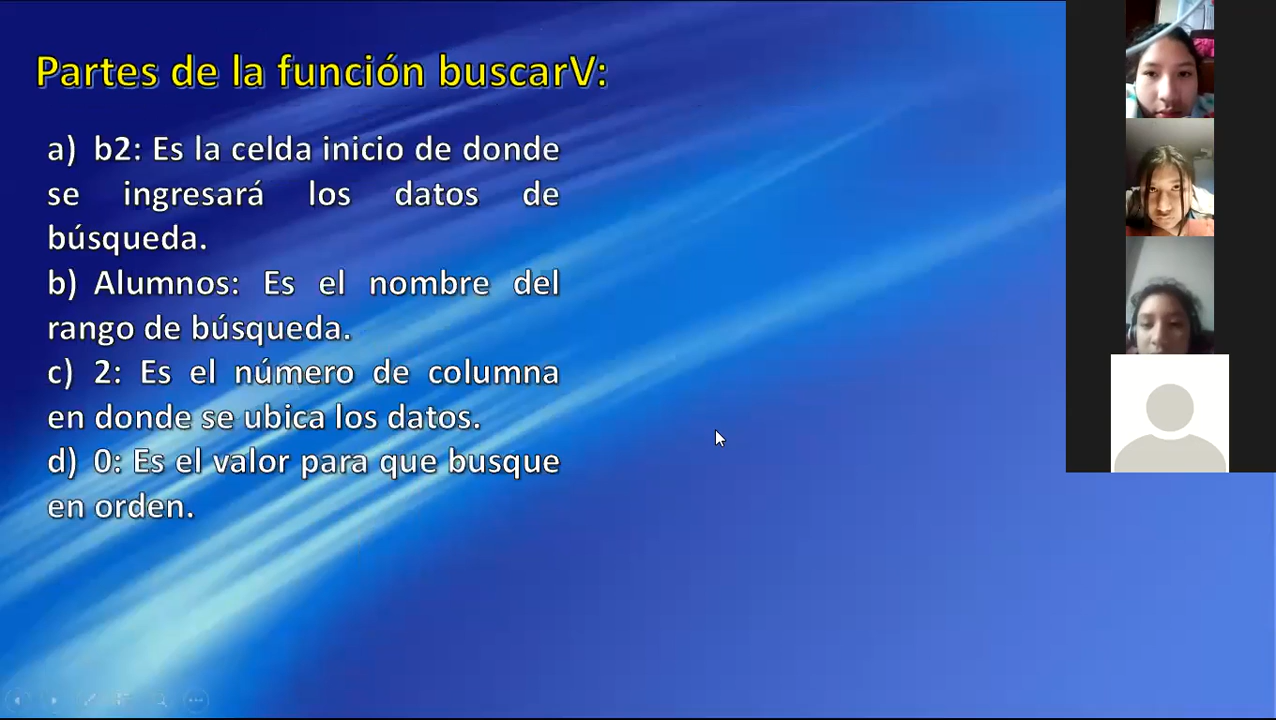 Partes de la función buscarV:
a) b2: Es la celda inicio de donde
se ingresará los datos de
búsqueda.
b) Alumnos: Es el nombre del
rango de búsqueda.
c) 2: Es el número de columna
en donde se ubica los datos.
d) 0: Es el valor para que busque
en orden.